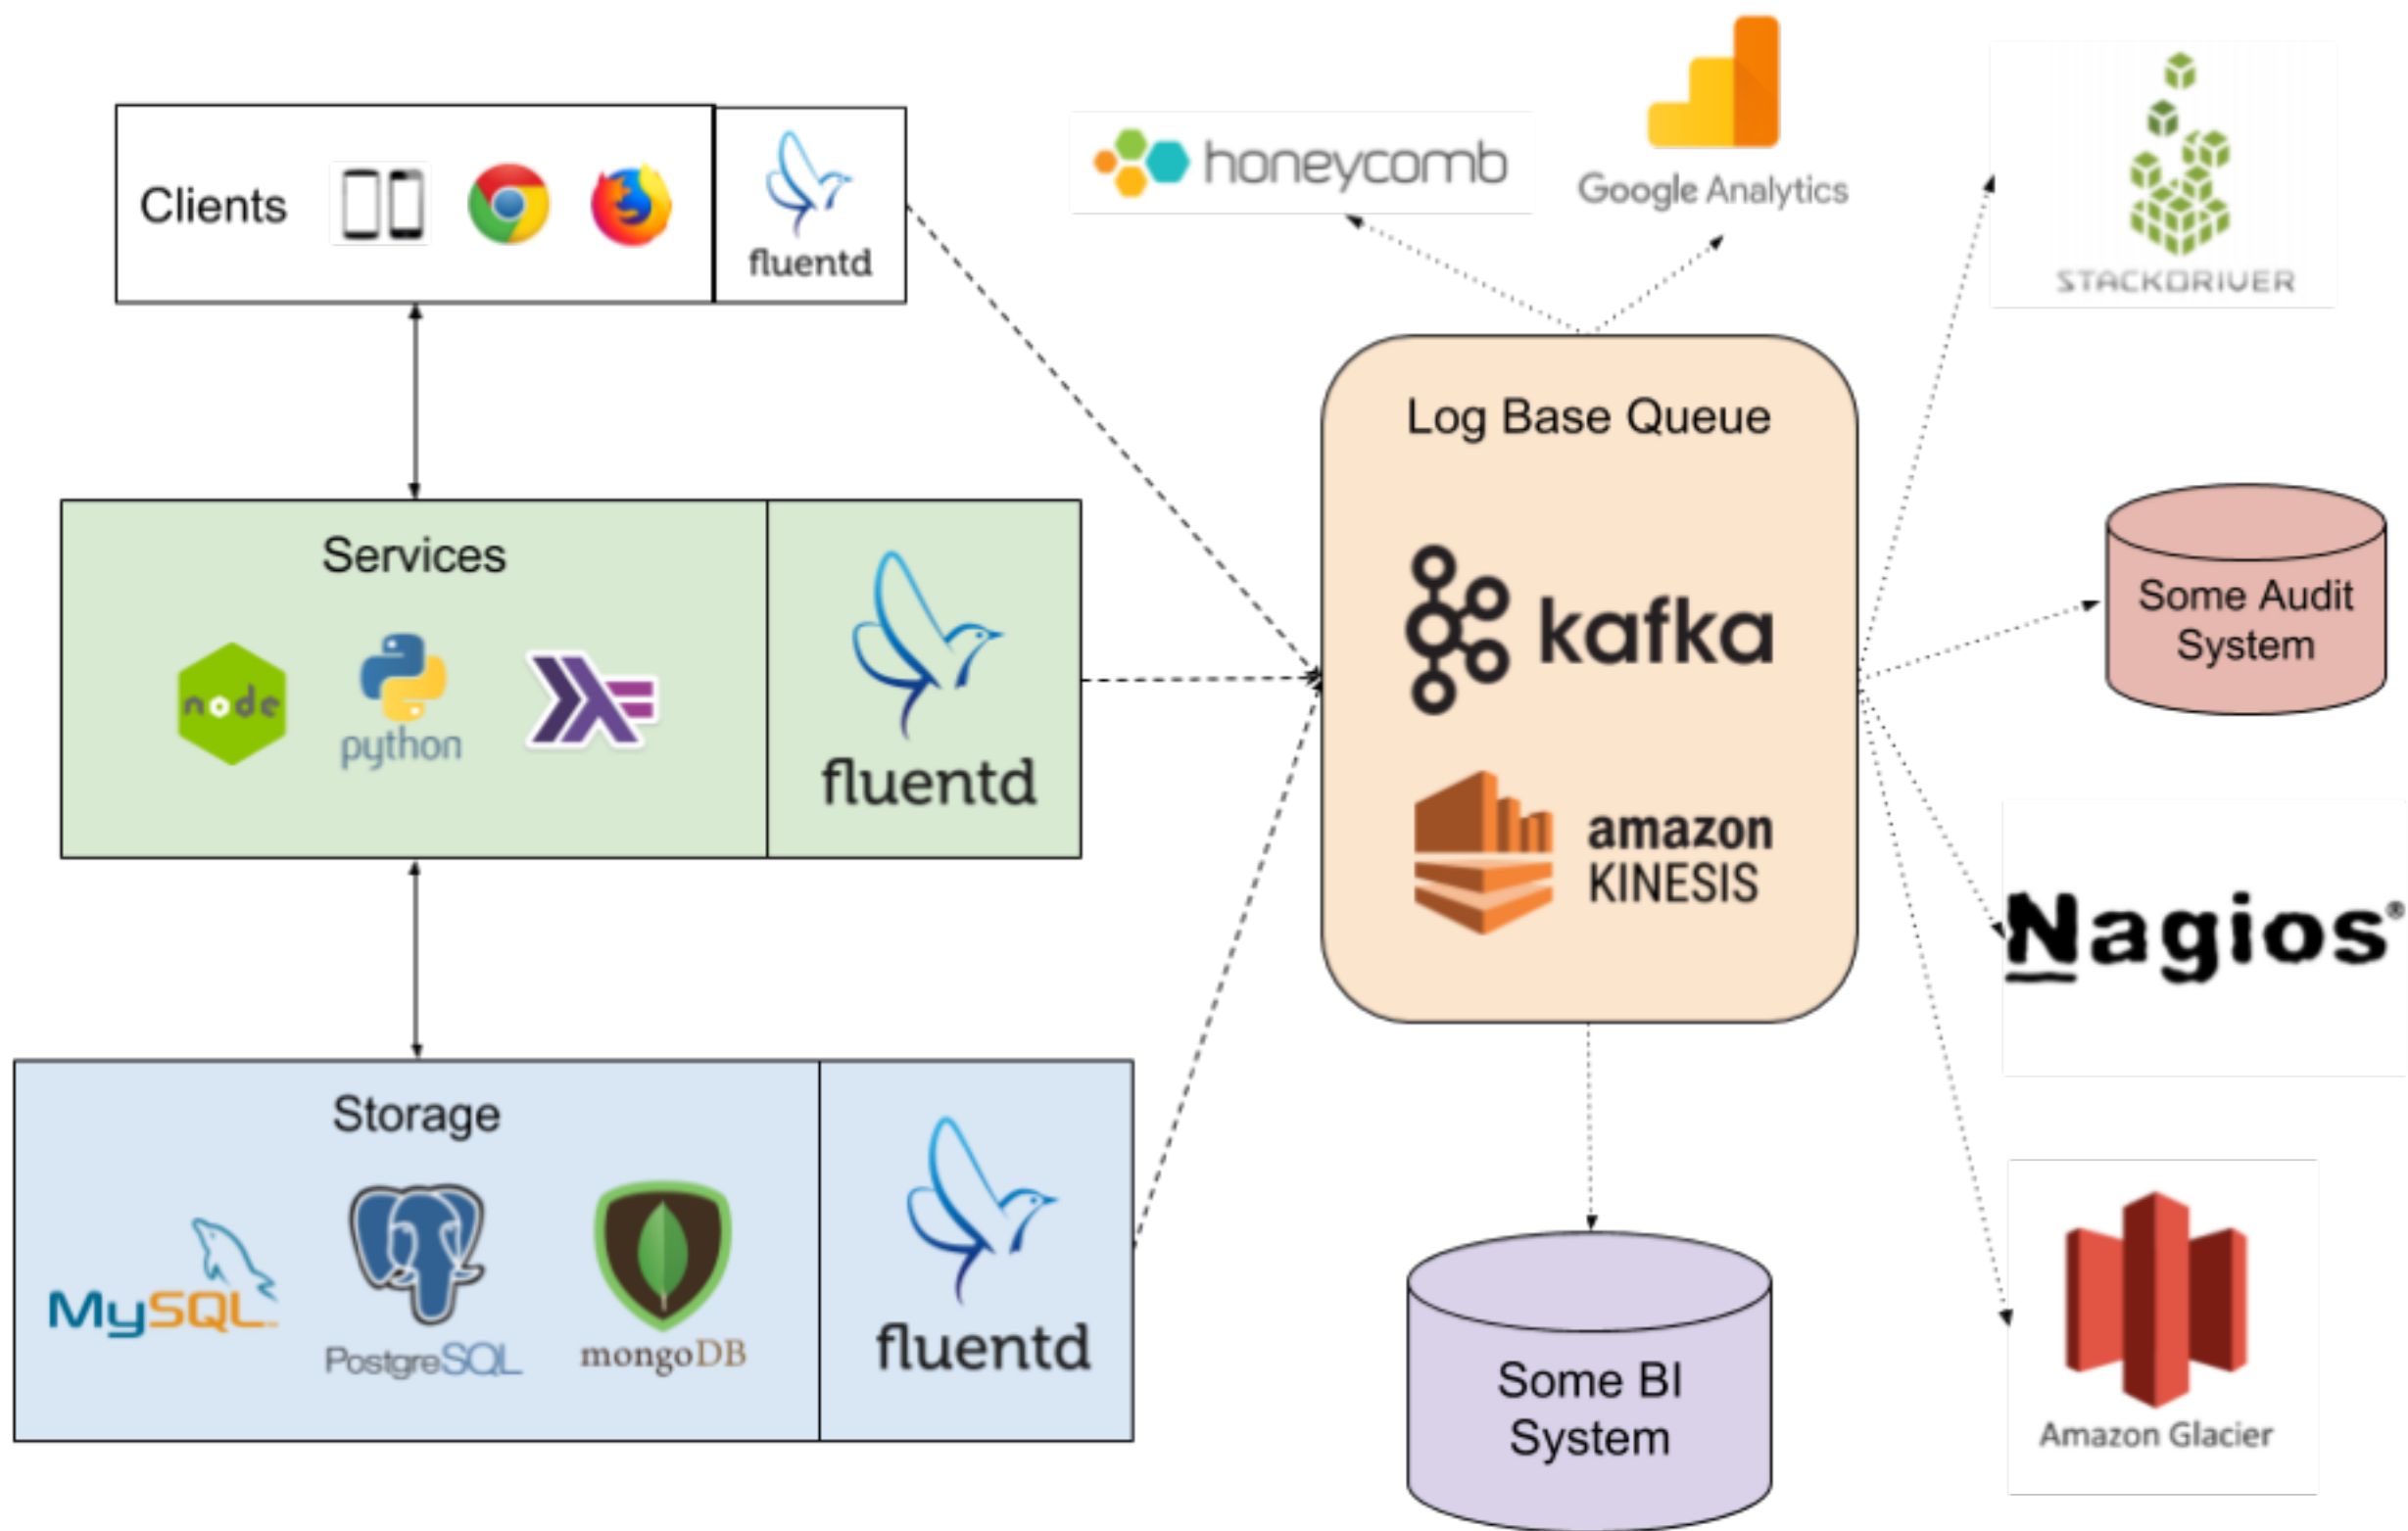 Clients
fluentd
honeycomb
Google Analytics
STACKDRIVER
Services
node
python
fluentd
Log Base Queue
kafka
amazon
KINESIS
Some Audit
System
Nagios®
Storage
MySQL
PostgreSQL
mongoDB
fluentd
Some BI
System
Amazon Glacier